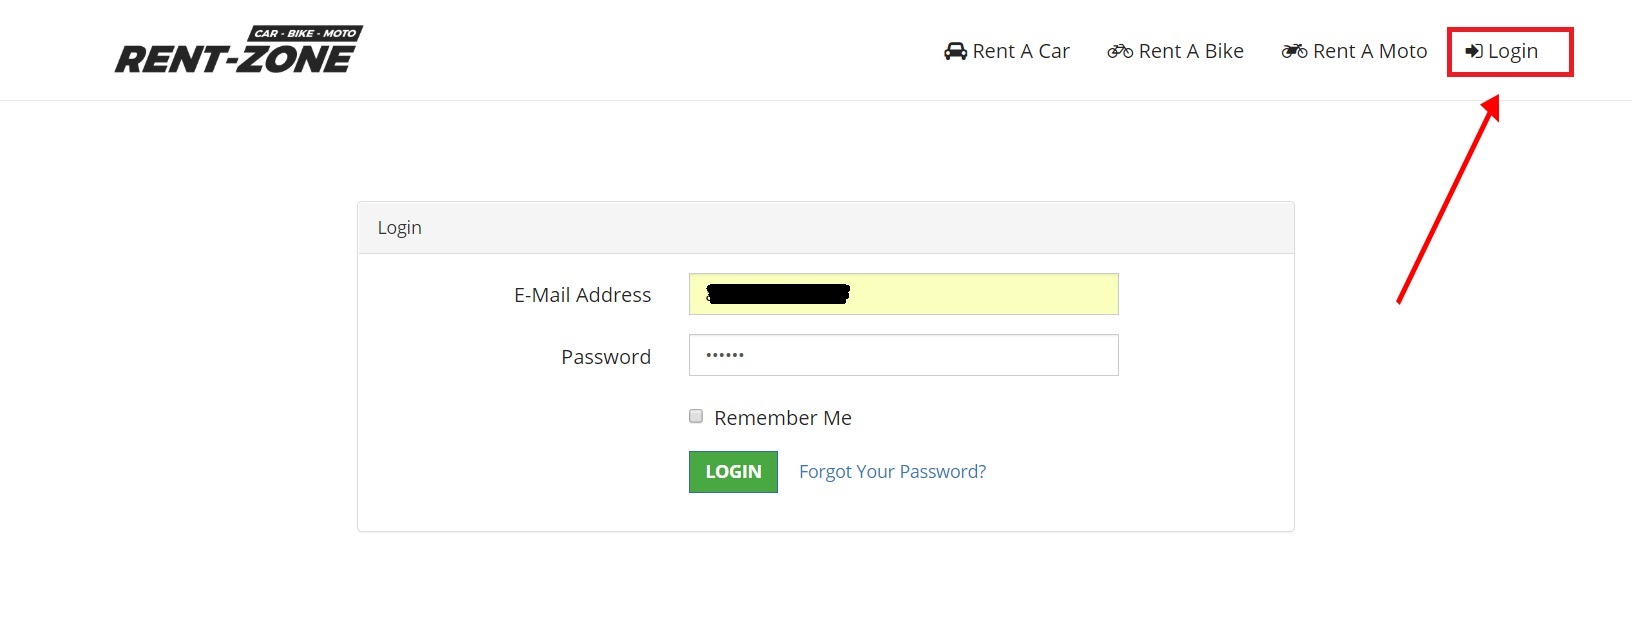 CAR - BIKE - MOTO
RENT-ZONE
Rent A Car Rent A Bike Rent A Moto Login
Login
E-Mail Address
Password ••••••
Remember Me
LOGIN Forgot Your Password?